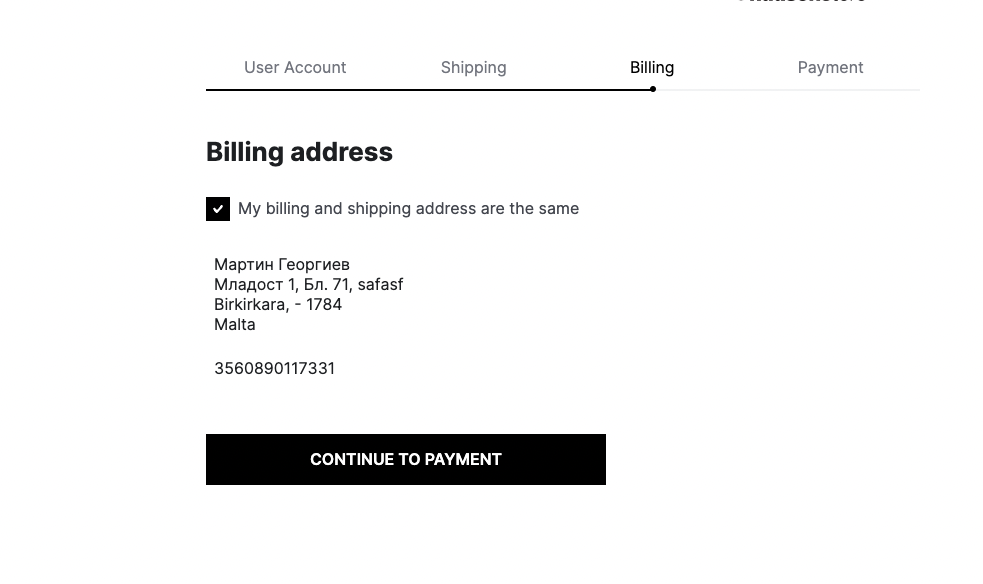 User Account
Shipping
Billing
Payment
Billing address
My billing and shipping address are the same
Мартин Георгиев
Младост 1, Бл. 71, safasf
Birkirkara, - 1784
Malta
3560890117331
CONTINUE TO PAYMENT